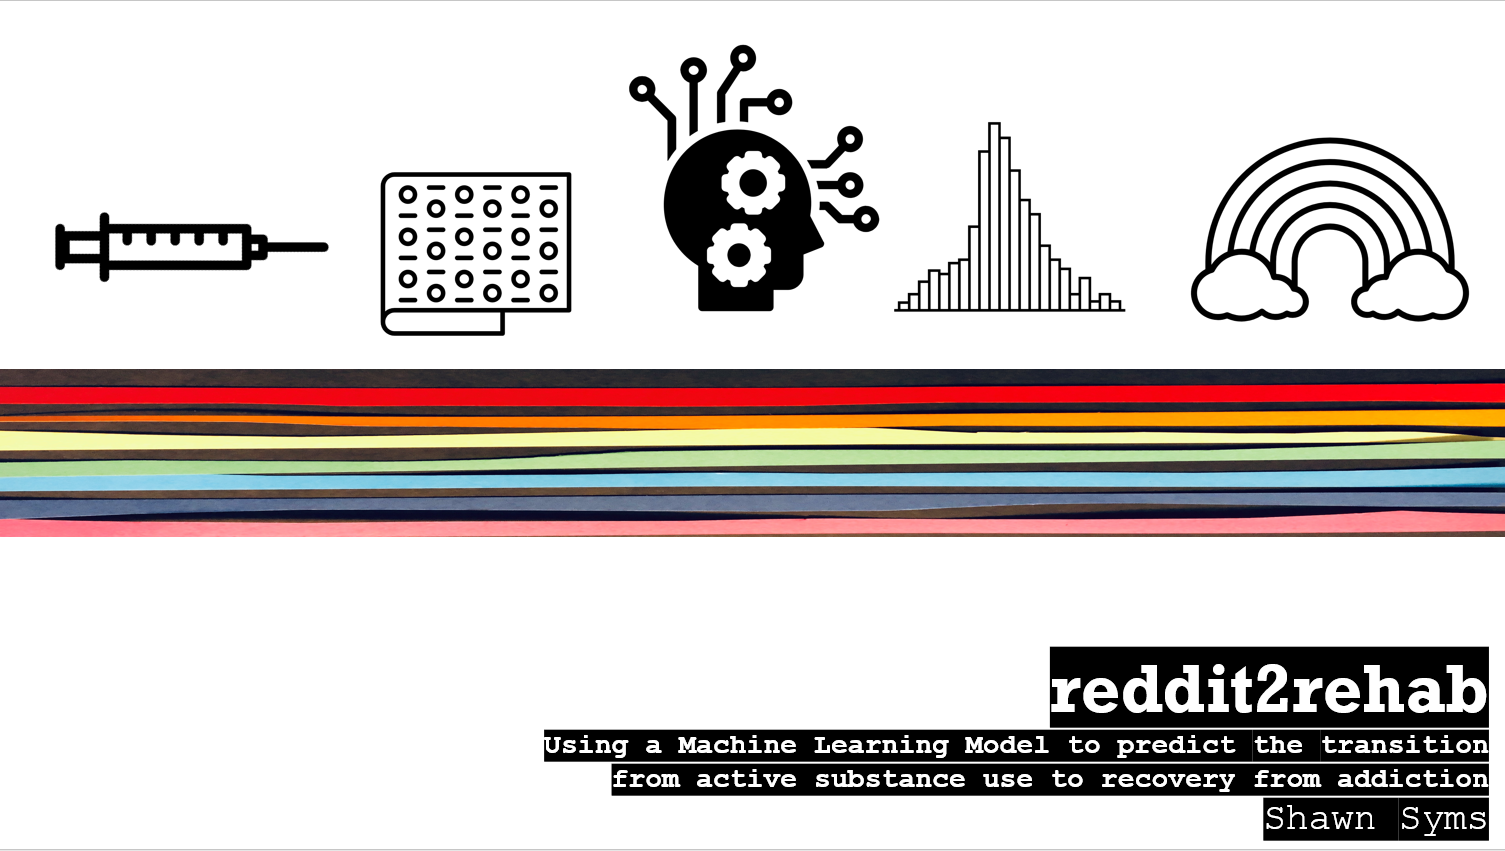 reddit2rehab
Using a Machine Learning Model to predict the transition
from active substance use to recovery from addiction
Shawn Syms